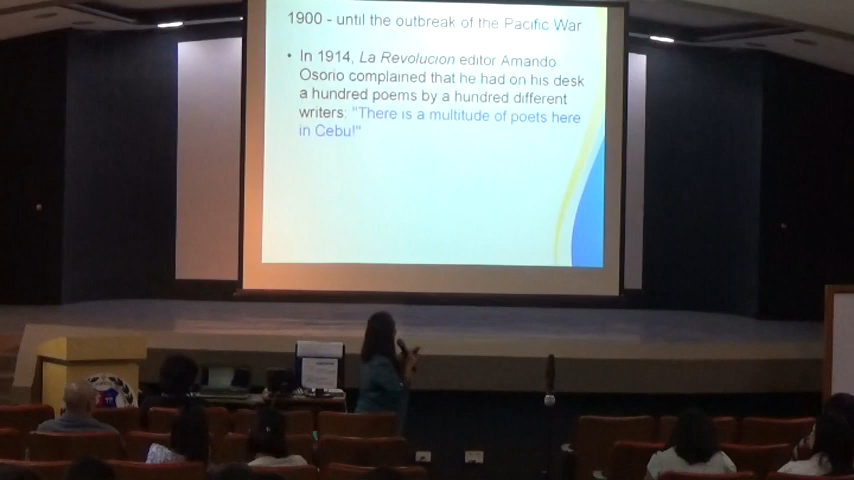 1900 - until the outbreak of the Pacific War
• In 1914, La Revolucion editor Amando
Osorio complained that he had on his desk
a hundred poems by a hundred different
writers: "There is a multitude of poets here
in Cebu!"